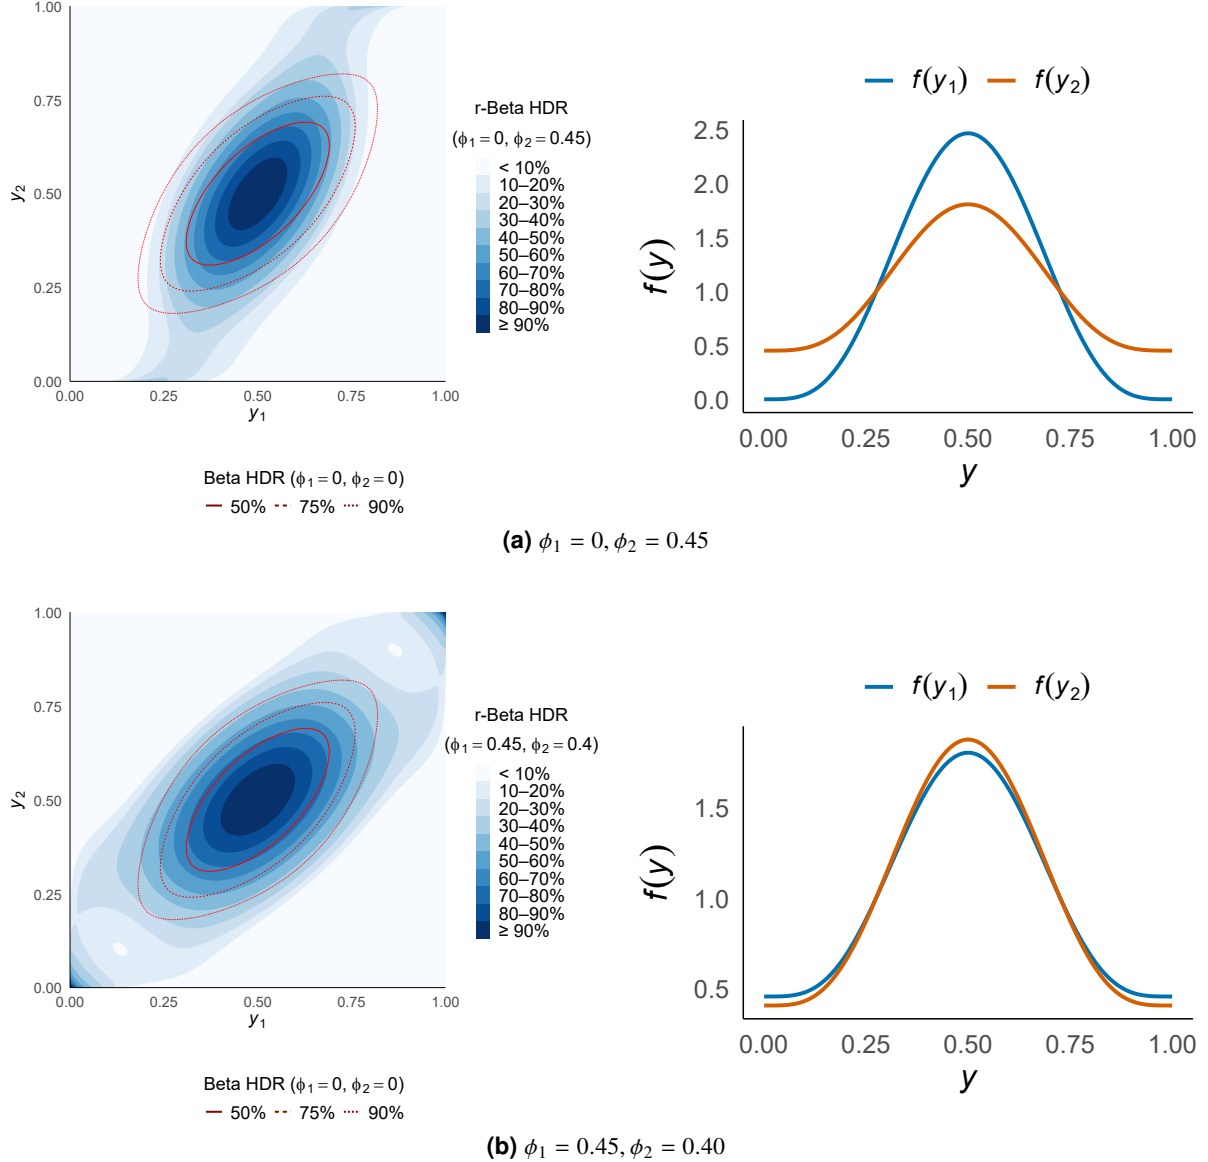 1.00
0.75
0.50
0.25
0.00
y₂
0.00 0.25 0.50 0.75 1.00
y₁
r-Beta HDR
(ϕ₁ = 0, ϕ₂ = 0.45)
< 10%
10–20%
20–30%
30–40%
40–50%
50–60%
60–70%
70–80%
80–90%
≥ 90%
Beta HDR (ϕ₁ = 0, ϕ₂ = 0)
50% 75% 90%
f(y₁) f(y₂)
2.5
2.0
1.5
1.0
0.5
0.0
f(y)
0.00 0.25 0.50 0.75 1.00
y
(a) ϕ₁ = 0, ϕ₂ = 0.45
1.00
0.75
0.50
0.25
0.00
y₂
0.00 0.25 0.50 0.75 1.00
y₁
r-Beta HDR
(ϕ₁ = 0.45, ϕ₂ = 0.4)
< 10%
10–20%
20–30%
30–40%
40–50%
50–60%
60–70%
70–80%
80–90%
≥ 90%
Beta HDR (ϕ₁ = 0, ϕ₂ = 0)
50% 75% 90%
f(y₁) f(y₂)
1.5
1.0
0.5
f(y)
0.00 0.25 0.50 0.75 1.00
y
(b) ϕ₁ = 0.45, ϕ₂ = 0.40